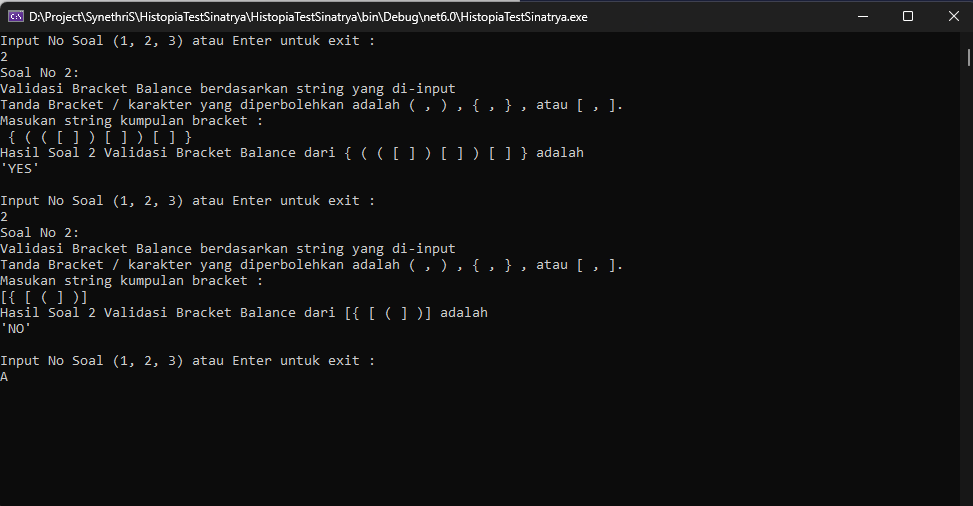 D:\Project\SynethriS\HistopiaTestSinatrya\HistopiaTestSinatrya\bin\Debug\net6.0\HistopiaTestSinatrya.exe
Input No Soal (1, 2, 3) atau Enter untuk exit :
2
Soal No 2:
Validasi Bracket Balance berdasarkan string yang di-input
Tanda Bracket / karakter yang diperbolehkan adalah ( , ) , { , } , atau [ , ].
Masukan string kumpulan bracket :
 { ( ( [ ] ) [ ] ) [ ] }
Hasil Soal 2 Validasi Bracket Balance dari { ( ( [ ] ) [ ] ) [ ] } adalah
'YES'

Input No Soal (1, 2, 3) atau Enter untuk exit :
2
Soal No 2:
Validasi Bracket Balance berdasarkan string yang di-input
Tanda Bracket / karakter yang diperbolehkan adalah ( , ) , { , } , atau [ , ].
Masukan string kumpulan bracket :
[{ [ ( ] )]
Hasil Soal 2 Validasi Bracket Balance dari [{ [ ( ] )] adalah
'NO'

Input No Soal (1, 2, 3) atau Enter untuk exit :
A